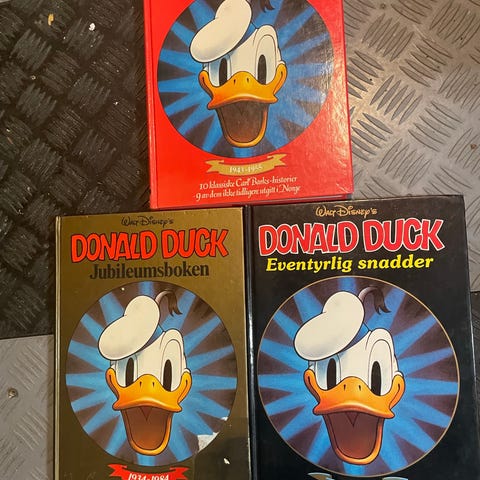 1943-1955
10 klassiske Carl Barks-historier
9 av dem ikke tidligere utgitt i Norge
Walt Disney's
DONALD DUCK
Jubileumsboken
1934-1984
Walt Disney's
DONALD DUCK
Eventyrlig snadder